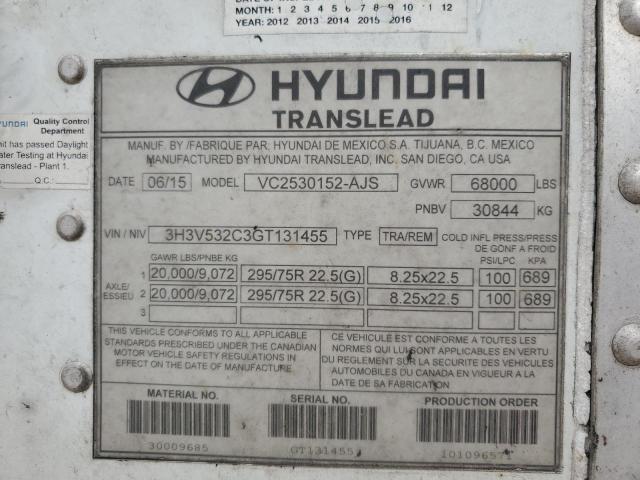 MONTH: 1 2 3 4 5 6 7 8 9 10 11 12
YEAR: 2012 2013 2014 2015 2016
HYUNDAI
TRANSLEAD
HYUNDAI Quality Control
Department
has passed Daylight
Water Testing at Hyundai
Translead - Plant 1.
Q.C.:
MANUF. BY /FABRIQUE PAR, HYUNDAI DE MEXICO S.A. TIJUANA, B.C. MEXICO
MANUFACTURED BY HYUNDAI TRANSLEAD, INC. SAN DIEGO, CA USA
DATE 06/15 MODEL VC2530152-AJS GVWR 68000 LBS
PNBV 30844 KG
VIN / NIV 3H3V532C3GT131455 TYPE TRA/REM COLD INFL PRESS/PRESS
DE GONF A FROID
GAWR LBS/PNBE KG PSI/LPC KPA
AXLE/
ESSIEU
1 20,000/9,072 295/75R 22.5(G) 8.25x22.5 100 689
2 20,000/9,072 295/75R 22.5(G) 8.25x22.5 100 689
3
THIS VEHICLE CONFORMS TO ALL APPLICABLE
STANDARDS PRESCRIBED UNDER THE CANADIAN
MOTOR VEHICLE SAFETY REGULATIONS IN
EFFECT ON THE DATE OF MANUFACTURE
CE VEHICULE EST CONFORME A TOUTES LES
NORMES QUI LUI SONT APPLICABLES EN VERTU
DU REGLEMENT SUR LA SECURITE DES VEHICULES
AUTOMOBILES DU CANADA EN VIGUEUR A LA
DATE DE SA FABRICATION
MATERIAL NO. SERIAL NO. PRODUCTION ORDER
30009685 GT131455